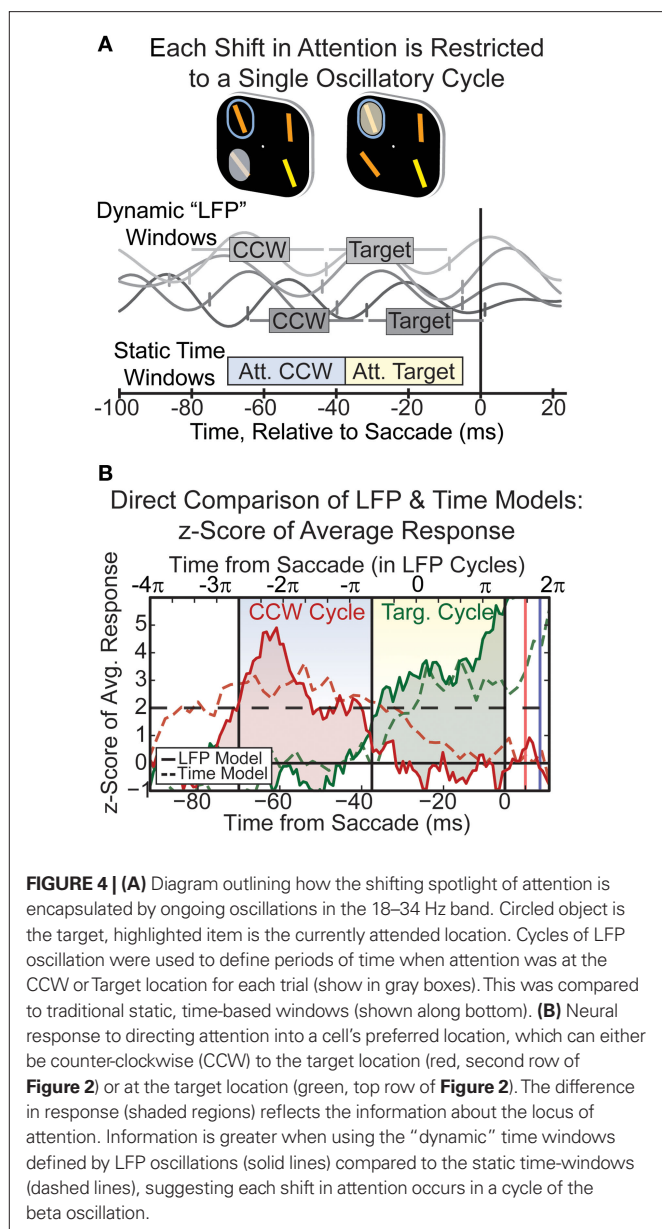 A
Each Shift in Attention is Restricted
to a Single Oscillatory Cycle
Dynamic “LFP”
Windows
CCW
Target
CCW
Target
Static Time
Windows
Att. CCW
Att. Target
-100 -80 -60 -40 -20 0 20
Time, Relative to Saccade (ms)
B
Direct Comparison of LFP & Time Models:
z-Score of Average Response
Time from Saccade (in LFP Cycles)
-4π -3π -2π -π 0 π 2π
z-Score of Avg. Response
5
4
3
2
1
0
−1
CCW Cycle
Targ. Cycle
LFP Model
Time Model
−80 −60 −40 −20 0
Time from Saccade (ms)
FIGURE 4 | (A) Diagram outlining how the shifting spotlight of attention is
encapsulated by ongoing oscillations in the 18–34 Hz band. Circled object is
the target, highlighted item is the currently attended location. Cycles of LFP
oscillation were used to define periods of time when attention was at the
CCW or Target location for each trial (show in gray boxes). This was compared
to traditional static, time-based windows (shown along bottom). (B) Neural
response to directing attention into a cell’s preferred location, which can either
be counter-clockwise (CCW) to the target location (red, second row of
Figure 2) or at the target location (green, top row of Figure 2). The difference
in response (shaded regions) reflects the information about the locus of
attention. Information is greater when using the “dynamic” time windows
defined by LFP oscillations (solid lines) compared to the static time-windows
(dashed lines), suggesting each shift in attention occurs in a cycle of the
beta oscillation.